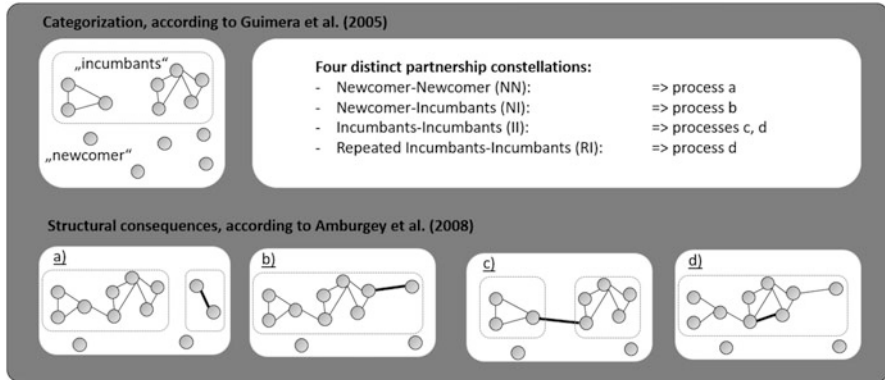 Categorization, according to Guimera et al. (2005)
„incumbants“
„newcomer“
Four distinct partnership constellations:
- Newcomer-Newcomer (NN): => process a
- Newcomer-Incumbants (NI): => process b
- Incumbants-Incumbants (II): => processes c, d
- Repeated Incumbants-Incumbants (RI): => process d
Structural consequences, according to Amburgey et al. (2008)
a) b) c) d)